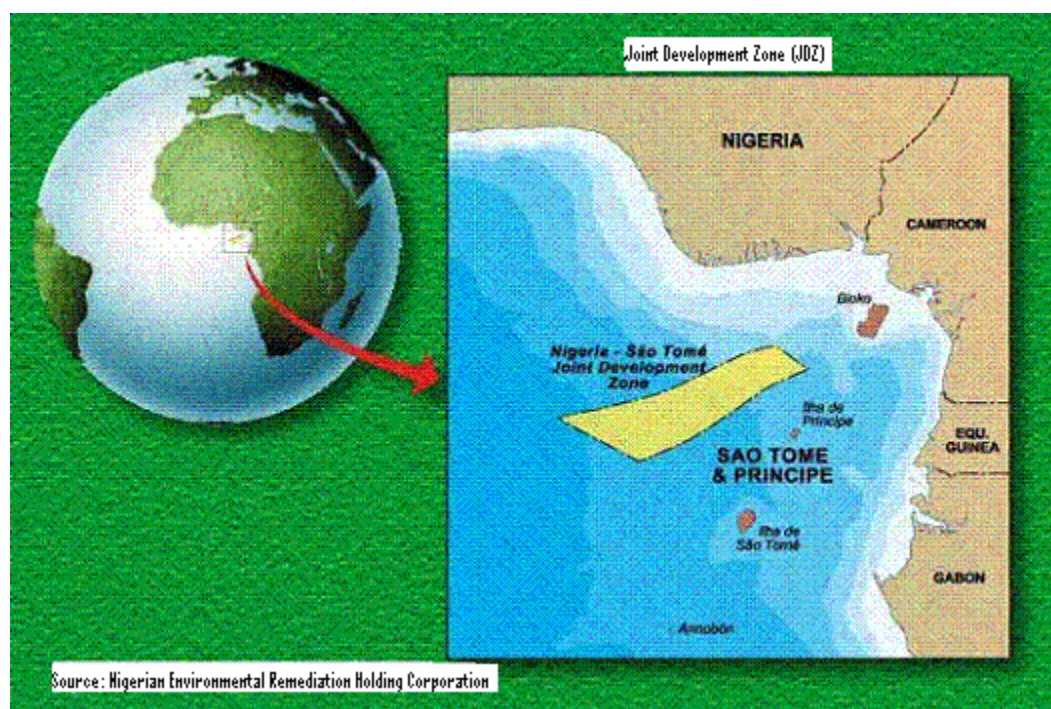 Joint Development Zone (JDZ)
NIGERIA
CAMEROON
Bioko
Nigeria - São Tomé
Joint Development
Zone
Ilha de
Príncipe
EQU.
GUINEA
SAO TOME
& PRINCIPE
Ilha de
São Tomé
GABON
Annobón
Source: Nigerian Environmental Remediation Holding Corporation